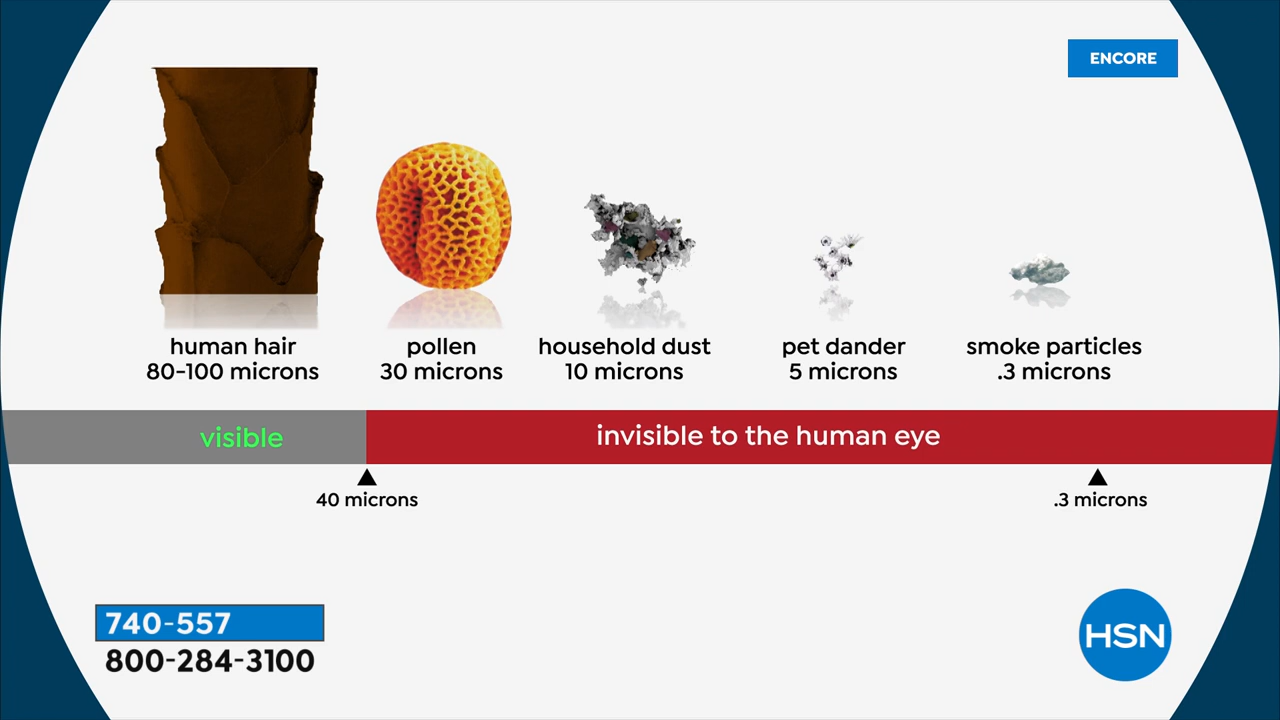 ENCORE
human hair
80-100 microns
pollen
30 microns
household dust
10 microns
pet dander
5 microns
smoke particles
.3 microns
visible
invisible to the human eye
40 microns
.3 microns
740-557
800-284-3100
HSN